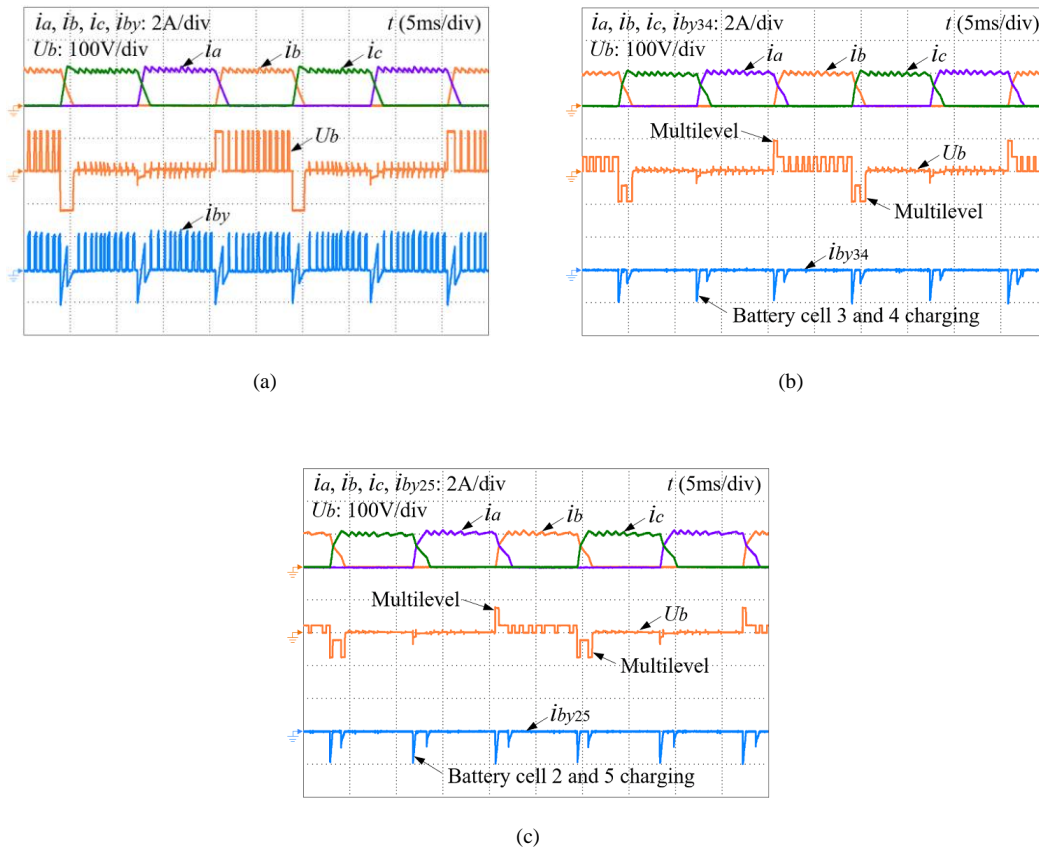 ia, ib, ic, iby: 2A/div t (5ms/div)
Ub: 100V/div ia ib ic
Ub
iby
(a)
ia, ib, ic, iby34: 2A/div t (5ms/div)
Ub: 100V/div ia ib ic
Multilevel
Ub
Multilevel
iby34
Battery cell 3 and 4 charging
(b)
ia, ib, ic, iby25: 2A/div t (5ms/div)
Ub: 100V/div ia ib ic
Multilevel
Ub
Multilevel
iby25
Battery cell 2 and 5 charging
(c)